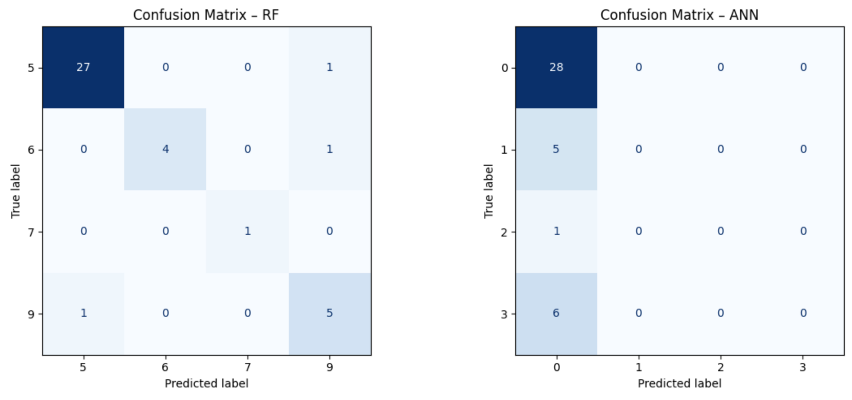 Confusion Matrix – RF
True label
5 27 0 0 1
6 0 4 0 1
7 0 0 1 0
9 1 0 0 5
5 6 7 9
Predicted label
Confusion Matrix – ANN
True label
0 28 0 0 0
1 5 0 0 0
2 1 0 0 0
3 6 0 0 0
0 1 2 3
Predicted label